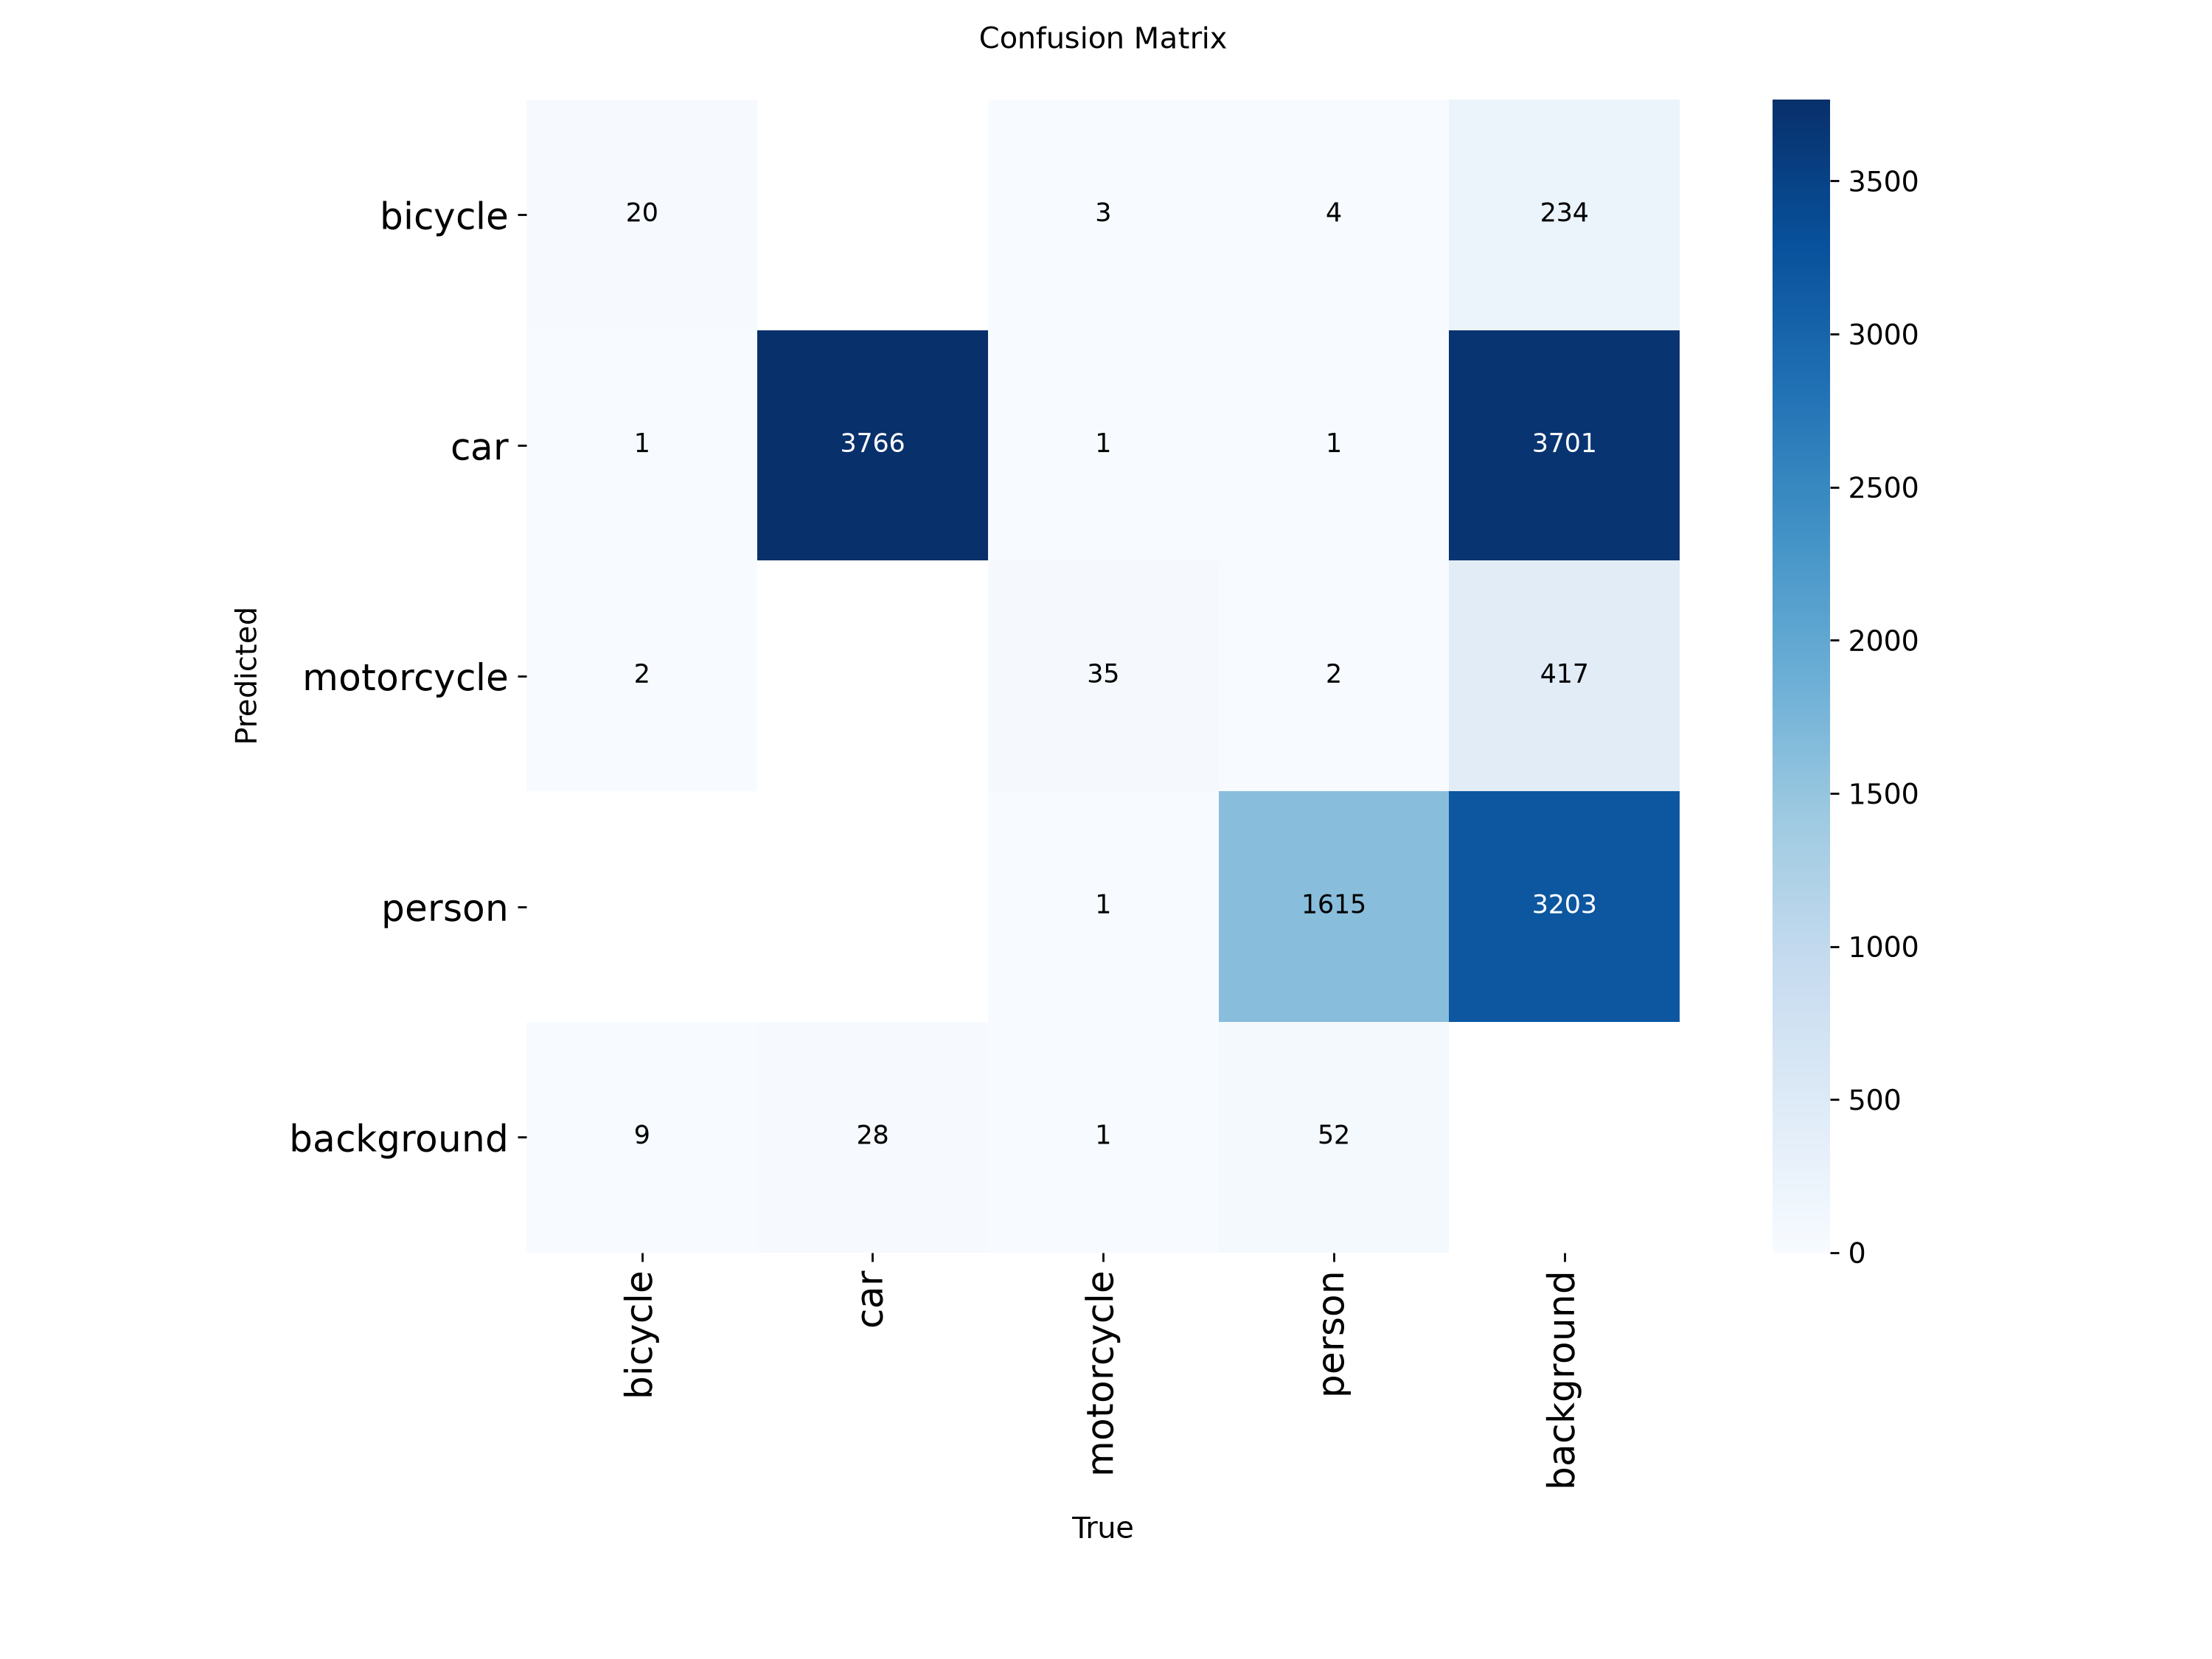 Confusion Matrix
bicycle 20 3 4 234
car 1 3766 1 1 3701
motorcycle 2 35 2 417
person 1 1615 3203
background 9 28 1 52
Predicted
bicycle car motorcycle person background
True
3500
3000
2500
2000
1500
1000
500
0